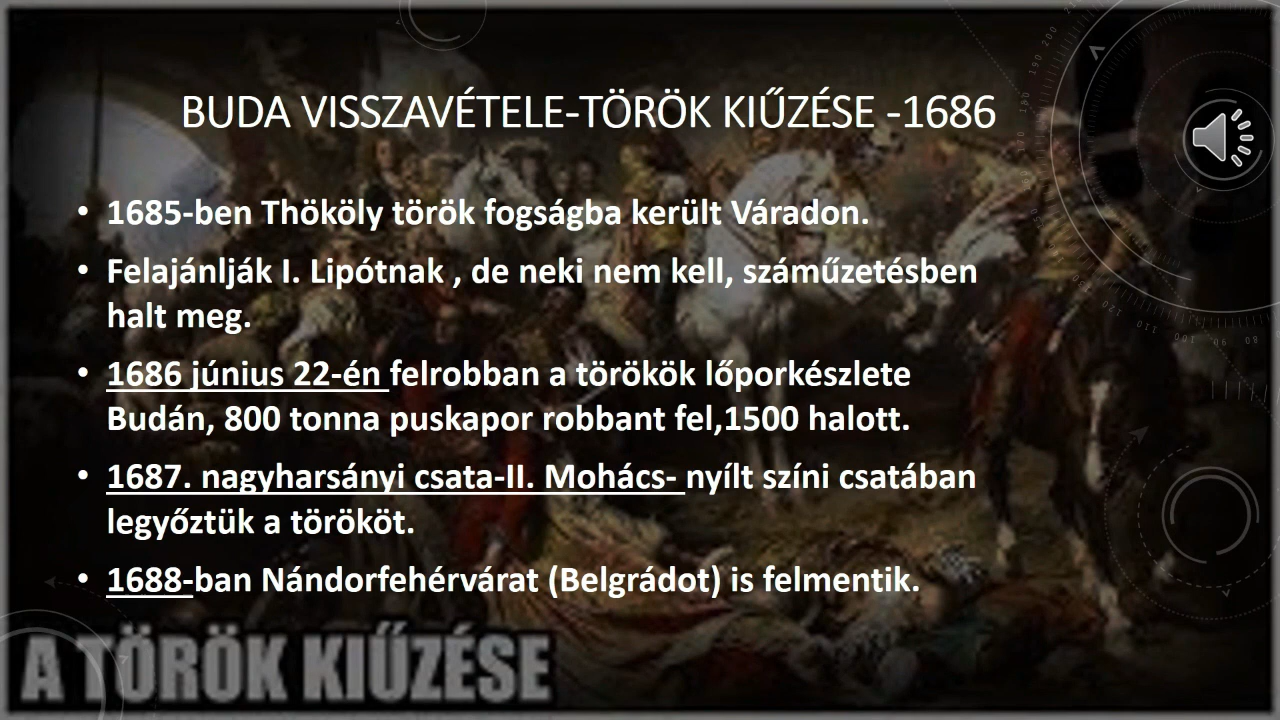 BUDA VISSZAVÉTELE-TÖRÖK KIŰZÉSE -1686
• 1685-ben Thököly török fogságba került Váradon.
• Felajánlják I. Lipótnak , de neki nem kell, száműzetésben
halt meg.
• 1686 június 22-én felrobban a törökök lőporkészlete
Budán, 800 tonna puskapor robbant fel,1500 halott.
• 1687. nagyharsányi csata-II. Mohács- nyílt színi csatában
legyőztük a törököt.
• 1688-ban Nándorfehérvárat (Belgrádot) is felmentik.
A TÖRÖK KIŰZÉSE